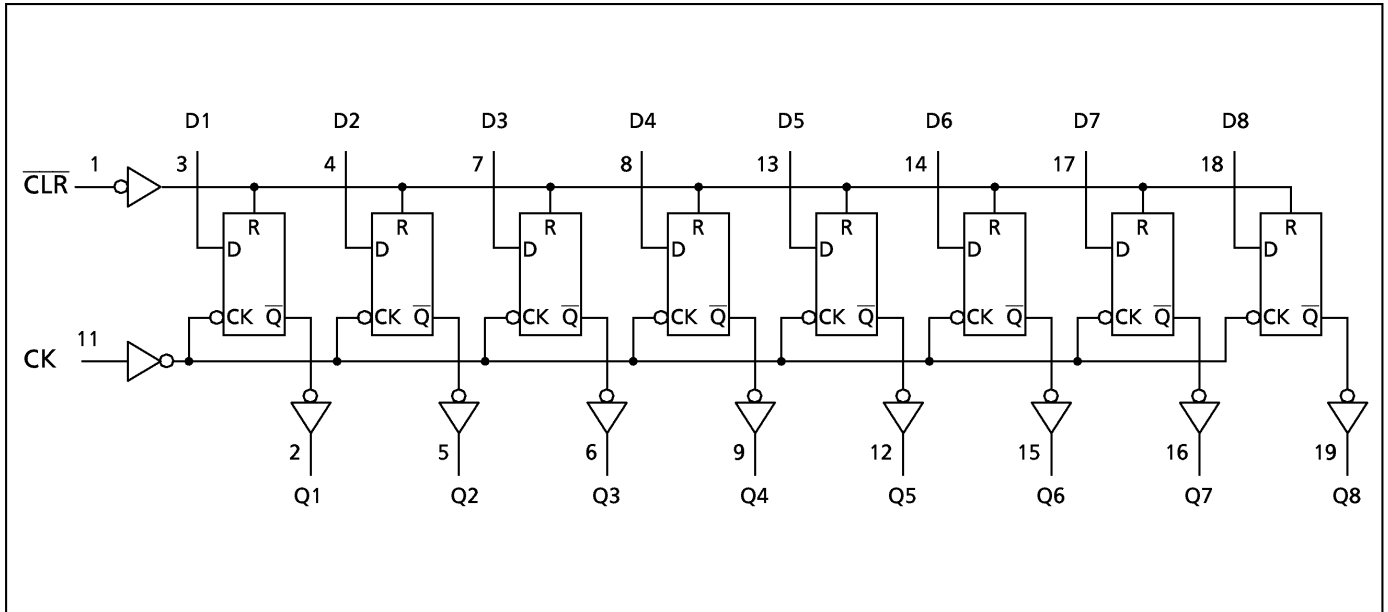 D1 D2 D3 D4 D5 D6 D7 D8
1 3 4 7 8 13 14 17 18
C̅L̅R̅
R R R R R R R R
D D D D D D D D
CK Q̅ CK Q̅ CK Q̅ CK Q̅ CK Q̅ CK Q̅ CK Q̅ CK Q̅
11
CK
2 5 6 9 12 15 16 19
Q1 Q2 Q3 Q4 Q5 Q6 Q7 Q8